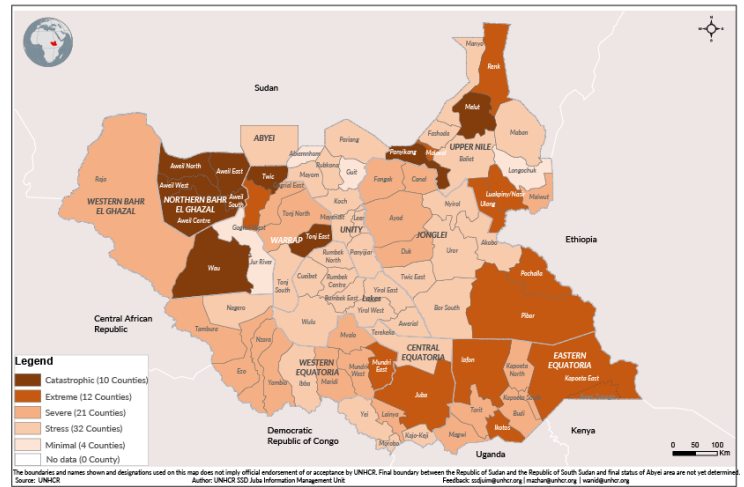 Sudan
Manyo
Renk
Melut
Fashoda
Maban
ABYEI
Pariang
Panyikang
UPPER NILE
Baliet
Abiemnhom
Rubkona
Mayom
Guit
Fangak
Canal
Longochuk
Luakpiny/Nasir
Maiwut
Ulang
Aweil North
Aweil East
Twic
Raja
Aweil West
Aweil South
NORTHERN BAHR
EL GHAZAL
Aweil Centre
WESTERN BAHR
EL GHAZAL
Koch
Mayendit
Leer
Nyirol
Tonj North
WARRAP
Tonj East
UNITY
Ayod
JONGLEI
Duk
Uror
Akobo
Ethiopia
Wau
Jur River
Rumbek
North
Panyijiar
Tonj
South
Cueibet
Rumbek
Centre
Rumbek East
Yirol East
Yirol West
Lakes
Twic East
Pochalla
Pibor
Bor South
Awerial
Terekeka
Central African
Republic
Nagero
Tambura
Wulu
Mvolo
Nzara
Ezo
Yambio
WESTERN
EQUATORIA
Ibba
Maridi
Mundri
West
Mundri
East
CENTRAL
EQUATORIA
Juba
Lafon
Kapoeta
North
EASTERN
EQUATORIA
Kapoeta East
Kapoeta South
Budi
Torit
Ikotos
Magwi
Lainya
Yei
Kajo-Keji
Morobo
Democratic
Republic of Congo
Uganda
Kenya
Legend
Catastrophic (10 Counties)
Extreme (12 Counties)
Severe (21 Counties)
Stress (32 Counties)
Minimal (4 Counties)
No data (0 County)
0 50 100
Km
The boundaries and names shown and designations used on this map does not imply official endorsement of or acceptance by UNHCR. Final boundary between the Republic of Sudan and the Republic of South Sudan and final status of Abyei area are not yet determined.
Source: UNHCR Author: UNHCR SSD Juba Information Management Unit Feedback: ssdjuim@unhcr.org | mazhar@unhcr.org | wanid@unhcr.org